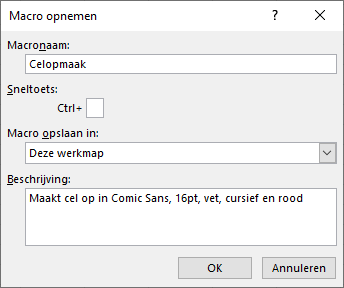 Macro opnemen
Macronaam:
Celopmaak
Sneltoets:
Ctrl+
Macro opslaan in:
Deze werkmap
Beschrijving:
Maakt cel op in Comic Sans, 16pt, vet, cursief en rood
OK
Annuleren